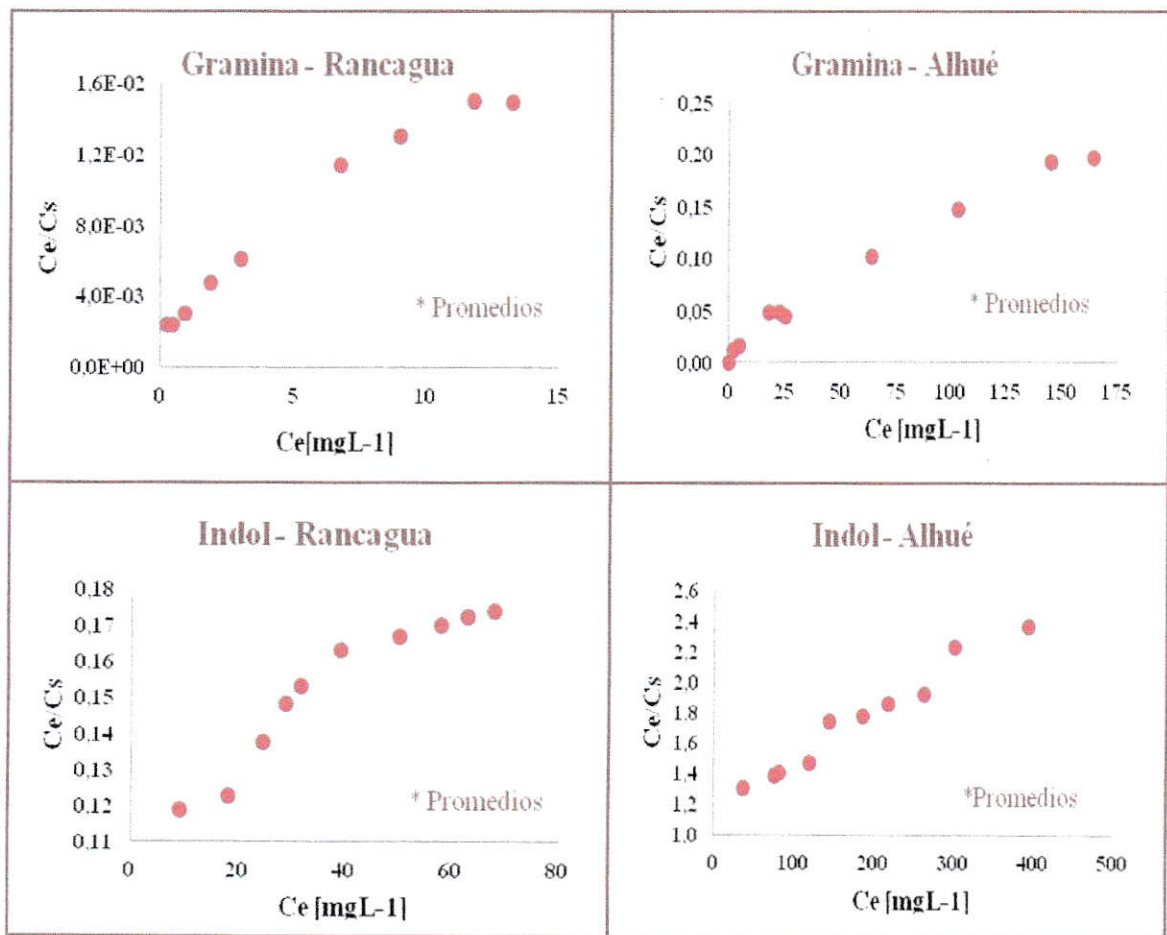 Gramina - Rancagua
1.6E-02
1,2E-02
8,0E-03
4,0E-03
0,0E+00
Ce/Cs
* Promedios
0
5
10
15
Ce[mgL-1]
Gramina - Alhué
0,25
0,20
0,15
0,10
0,05
0,00
Ce/Cs
* Promedios
0
25
50
75
100
125
150
175
Ce [mgL-1]
Indol - Rancagua
0,18
0,17
0,16
0,15
0,14
0,13
0,12
0,11
Ce/Cs
* Promedios
0
20
40
60
80
Ce [mgL-1]
Indol- Alhué
2,6
2,4
2,2
2,0
1,8
1,6
1,4
1,2
1,0
Ce/Cs
*Promedios
0
100
200
300
400
500
Ce [mgL-1]